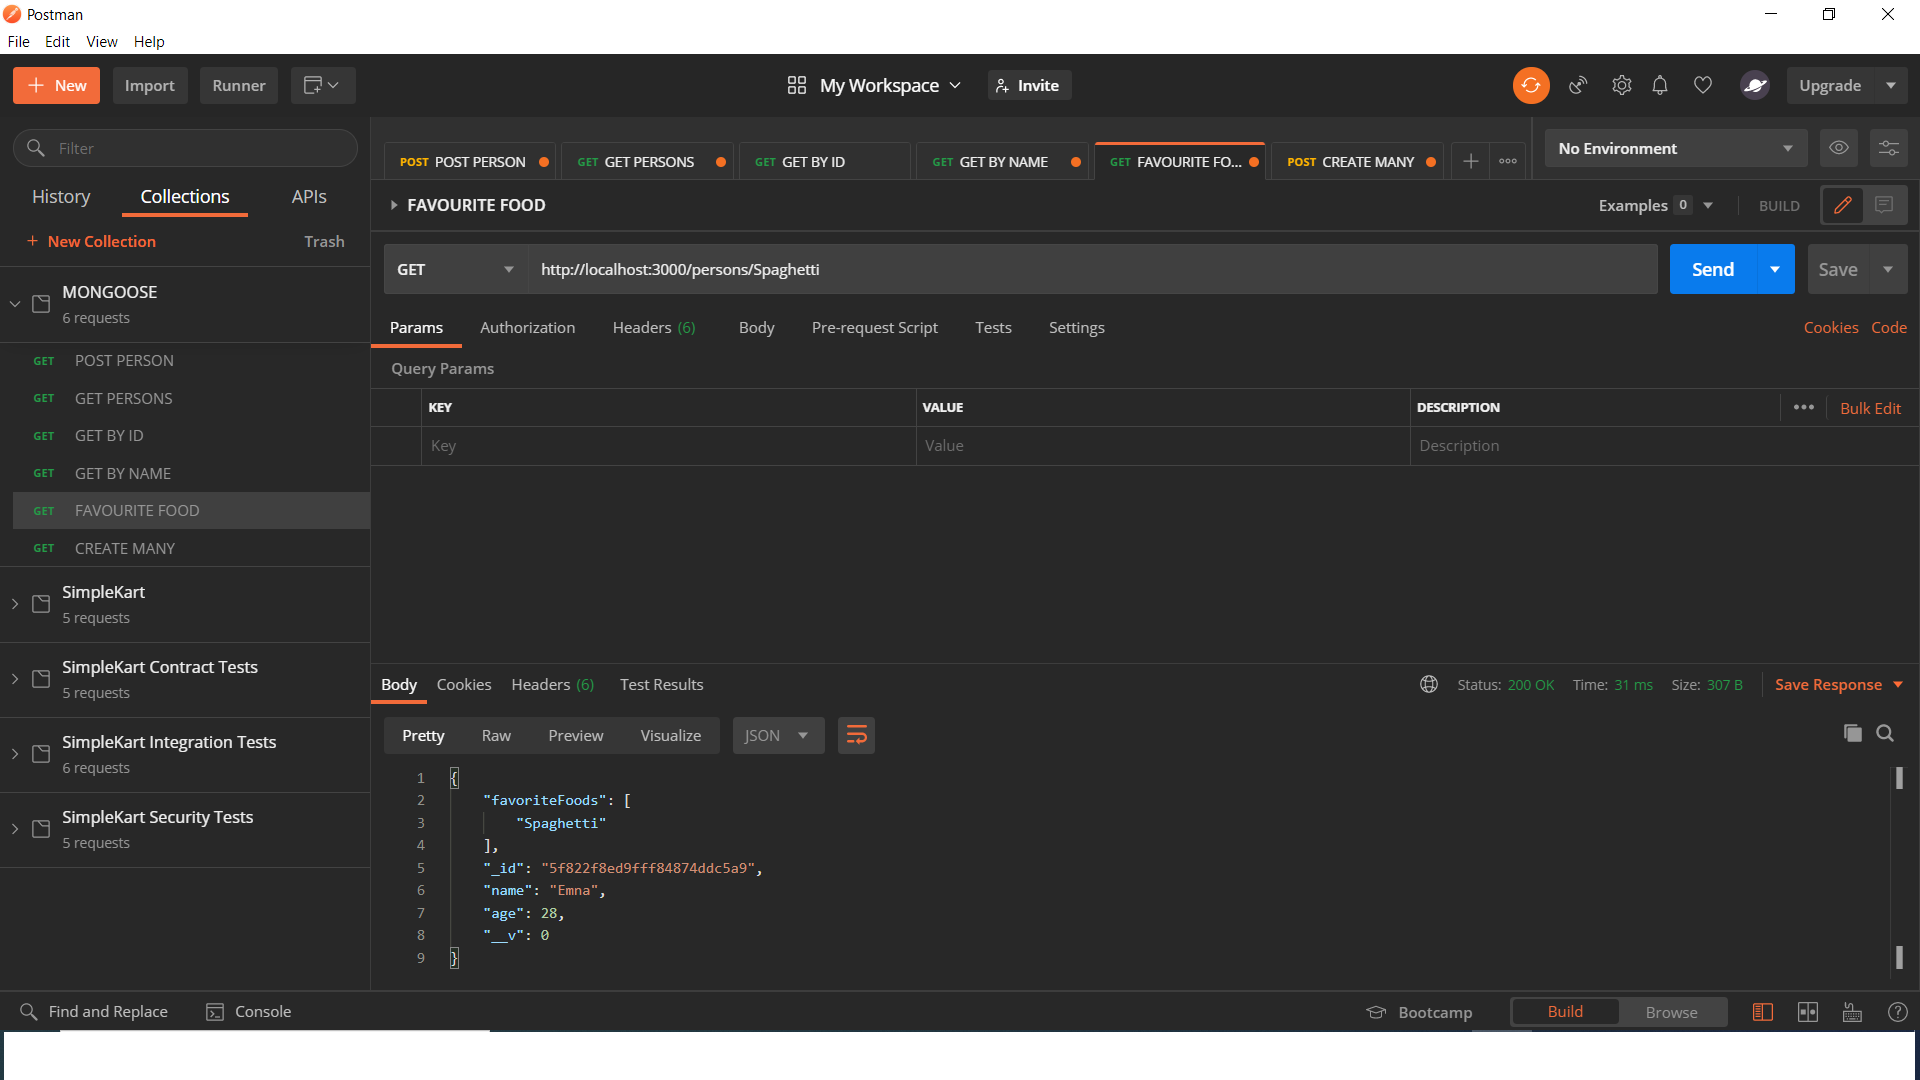 Postman
File Edit View Help
New Import Runner My Workspace Invite Upgrade
Filter
History Collections APIs
+ New Collection Trash
MONGOOSE
6 requests
GET POST PERSON
GET GET PERSONS
GET GET BY ID
GET GET BY NAME
GET FAVOURITE FOOD
GET CREATE MANY
SimpleKart
5 requests
SimpleKart Contract Tests
5 requests
SimpleKart Integration Tests
6 requests
SimpleKart Security Tests
5 requests
POST POST PERSON GET GET PERSONS GET GET BY ID GET GET BY NAME GET FAVOURITE FO... POST CREATE MANY
No Environment
FAVOURITE FOOD Examples 0 BUILD
GET http://localhost:3000/persons/Spaghetti Send Save
Params Authorization Headers (6) Body Pre-request Script Tests Settings Cookies Code
Query Params
KEY VALUE DESCRIPTION Bulk Edit
Key Value Description
Body Cookies Headers (6) Test Results Status: 200 OK Time: 31 ms Size: 307 B Save Response
Pretty Raw Preview Visualize JSON
1 {
2 "favoriteFoods": [
3 "Spaghetti"
4 ],
5 "_id": "5f822f8ed9fff84874ddc5a9",
6 "name": "Emna",
7 "age": 28,
8 "__v": 0
9 }
Find and Replace Console Bootcamp Build Browse